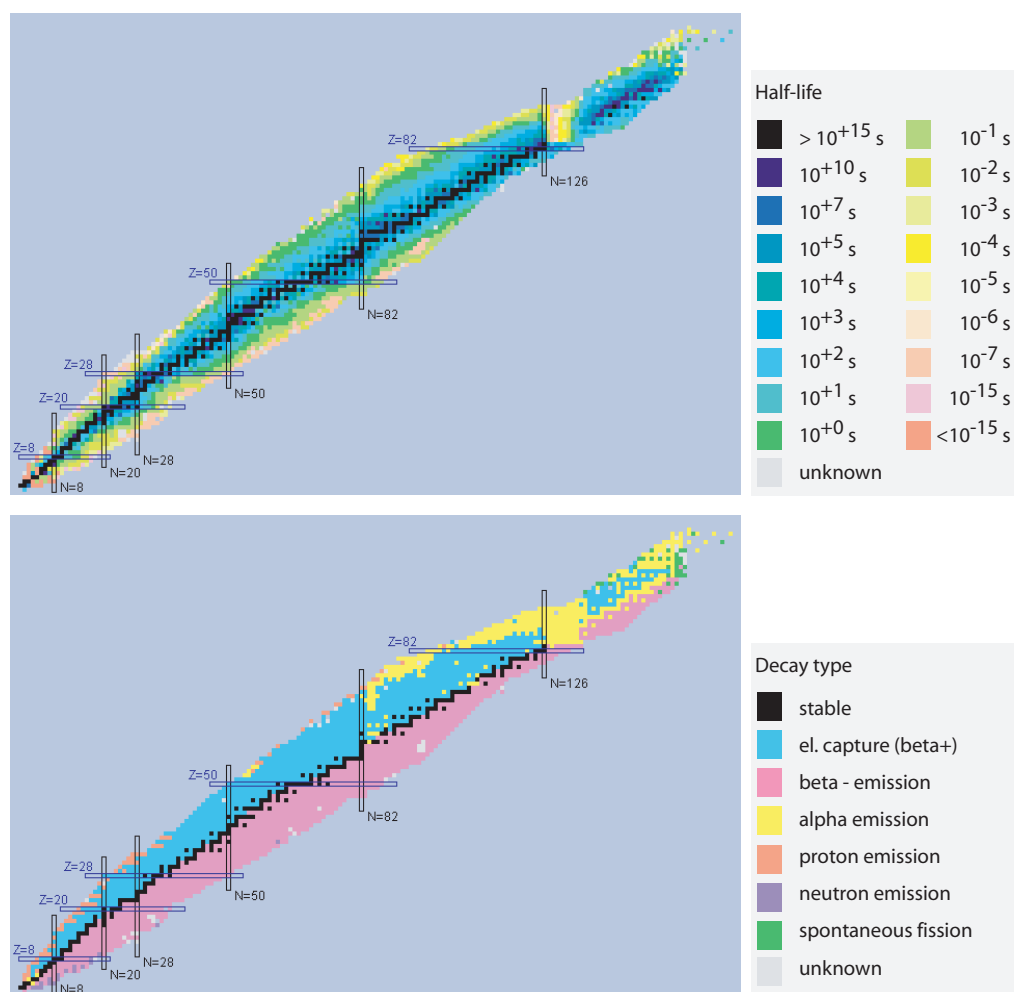 Z=82
N=126
Z=50
N=82
Z=28
N=50
Z=20
N=28
Z=8
N=20
N=8
Half-life
> 10+15 s
10+10 s
10+7 s
10+5 s
10+4 s
10+3 s
10+2 s
10+1 s
10+0 s
unknown
10-1 s
10-2 s
10-3 s
10-4 s
10-5 s
10-6 s
10-7 s
10-15 s
<10-15 s
Z=82
N=126
Z=50
N=82
Z=28
N=50
Z=20
N=28
Z=8
N=20
N=8
Decay type
stable
el. capture (beta+)
beta - emission
alpha emission
proton emission
neutron emission
spontaneous fission
unknown